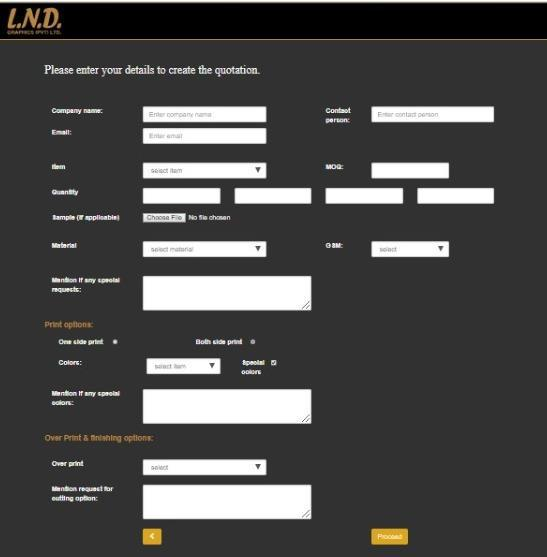 L.N.D.
GRAPHICS (PVT) LTD.
Please enter your details to create the quotation.
Company name: Enter company name Contact person: Enter contact person
Email: Enter email
Item select item MOQ:
Quantity
Sample (if applicable) Choose File No file chosen
Material select material GSM: select
Mention if any special
requests:
Print options:
One side print Both side print
Colors: select item Special colors
Mention if any special
colors:
Over Print & finishing options:
Over print select
Mention request for
cutting option:
Proceed